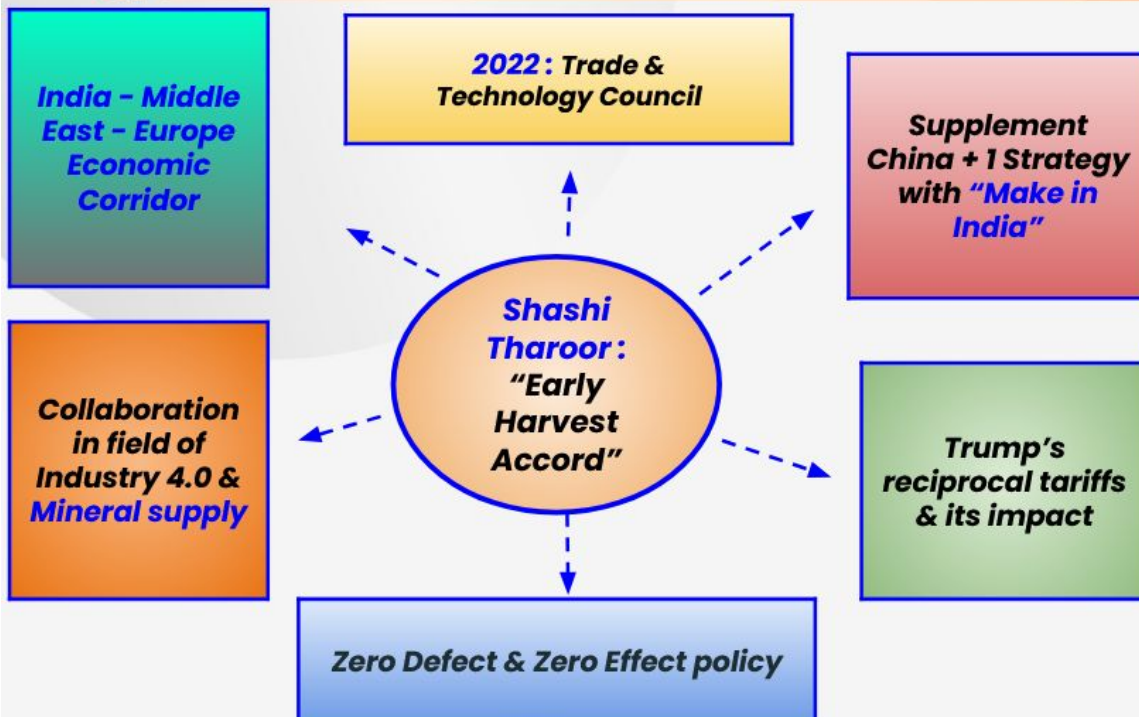 India - Middle
East - Europe
Economic
Corridor
2022 : Trade &
Technology Council
Supplement
China + 1 Strategy
with “Make in
India”
Shashi
Tharoor :
“Early
Harvest
Accord”
Collaboration
in field of
Industry 4.0 &
Mineral supply
Trump’s
reciprocal tariffs
& its impact
Zero Defect & Zero Effect policy